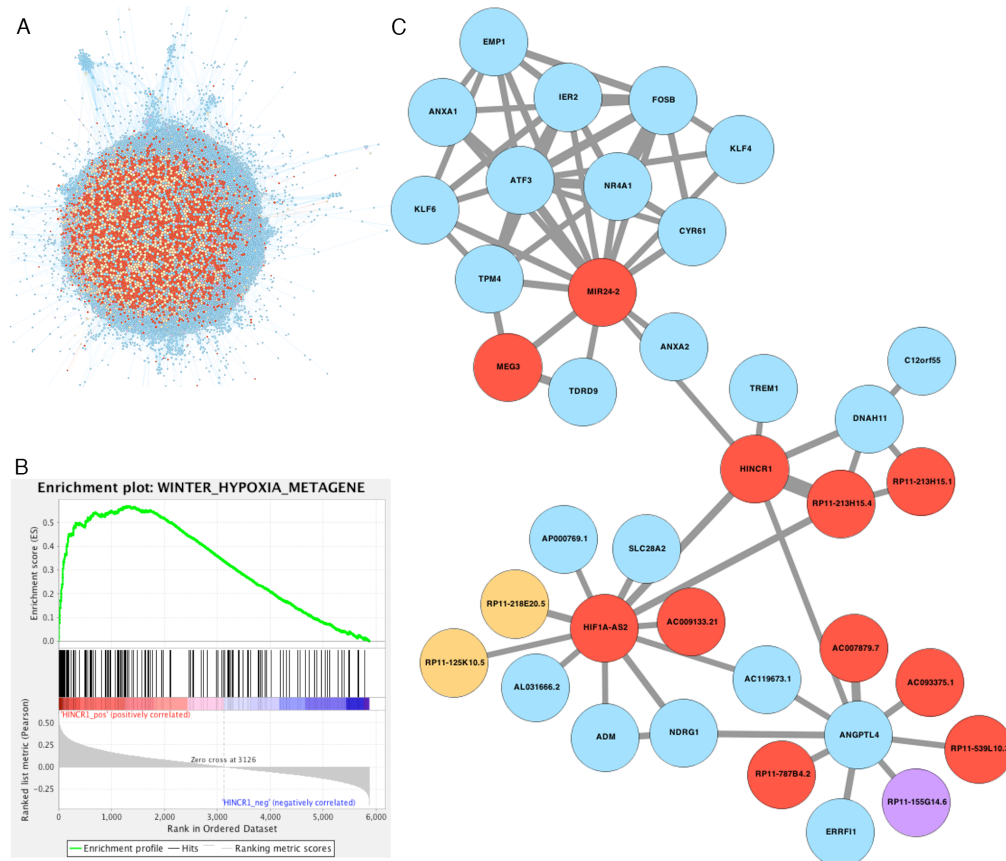 A
B
Enrichment plot: WINTER_HYPOXIA_METAGENE
Enrichment score (ES)
0.5
0.4
0.3
0.2
0.1
0.0
'HINCR1_pos' (positively correlated)
Ranked list metric (Pearson)
0.50
0.25
0.00
-0.25
Zero cross at 3126
'HINCR1_neg' (negatively correlated)
0
1,000
2,000
3,000
4,000
5,000
6,000
Rank in Ordered Dataset
Enrichment profile
Hits
Ranking metric scores
C
EMP1
IER2
FOSB
ANXA1
KLF4
ATF3
NR4A1
KLF6
CYR61
TPM4
MIR24-2
ANXA2
MEG3
TDRD9
C12orf55
TREM1
DNAH11
HINCR1
RP11-213H15.1
RP11-213H15.4
AP000769.1
SLC28A2
RP11-218E20.5
HIF1A-AS2
AC009133.21
RP11-125K10.5
AC007879.7
AL031666.2
AC119673.1
AC093375.1
ADM
NDRG1
ANGPTL4
RP11-539L10.
RP11-787B4.2
RP11-155G14.6
ERRFI1